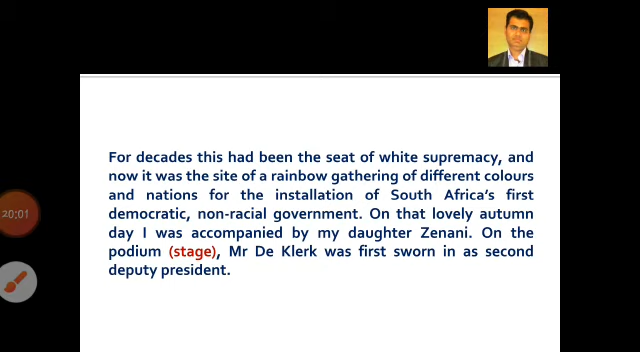 For decades this had been the seat of white supremacy, and
now it was the site of a rainbow gathering of different colours
and nations for the installation of South Africa's first
democratic, non-racial government. On that lovely autumn
day I was accompanied by my daughter Zenani. On the
podium (stage), Mr De Klerk was first sworn in as second
deputy president.
20:01